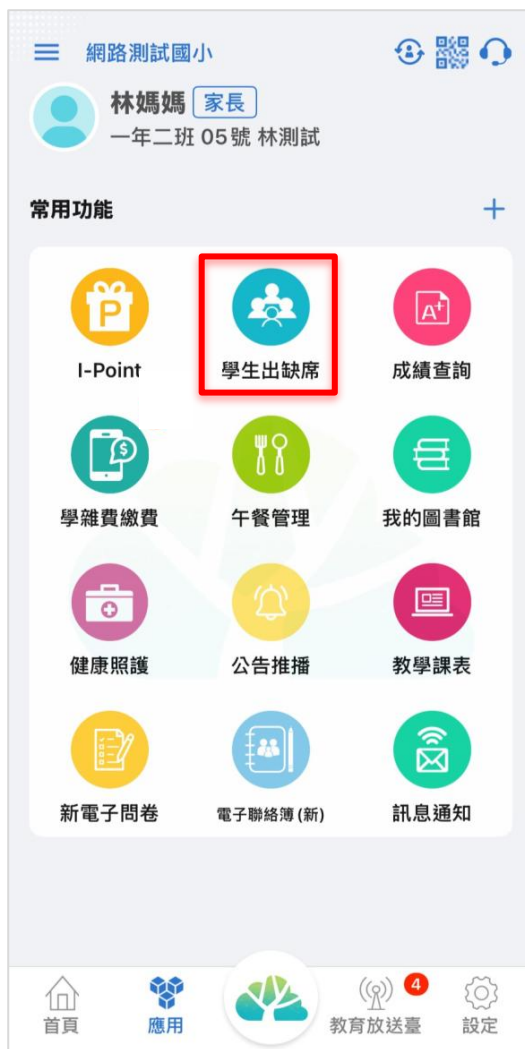 網路測試國小
林媽媽 家長
一年二班 05號 林測試
常用功能
P A+
I-Point 學生出缺席 成績查詢
$
學雜費繳費 午餐管理 我的圖書館
健康照護 公告推播 教學課表
新電子問卷 電子聯絡簿(新) 訊息通知
4
首頁 應用 教育放送臺 設定